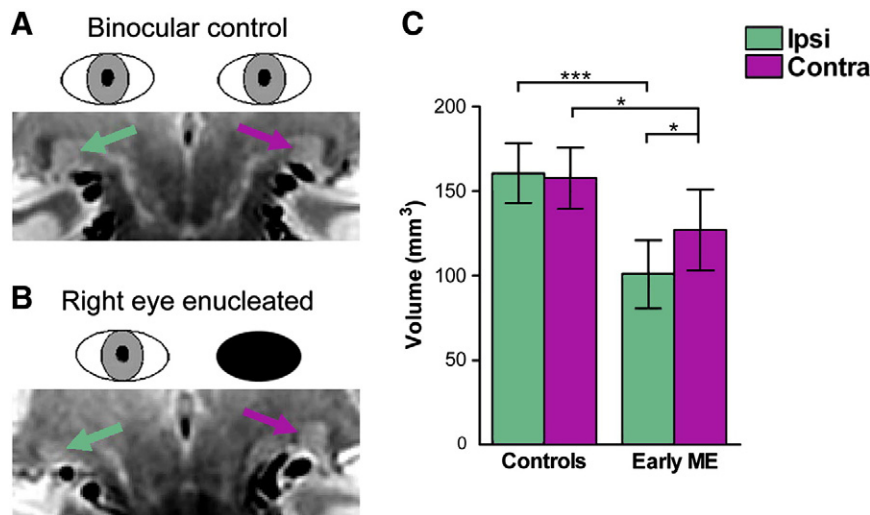 A
Binocular control
B
Right eye enucleated
C
Ipsi
Contra
***
*
*
200
150
100
50
0
Volume (mm³)
Controls
Early ME